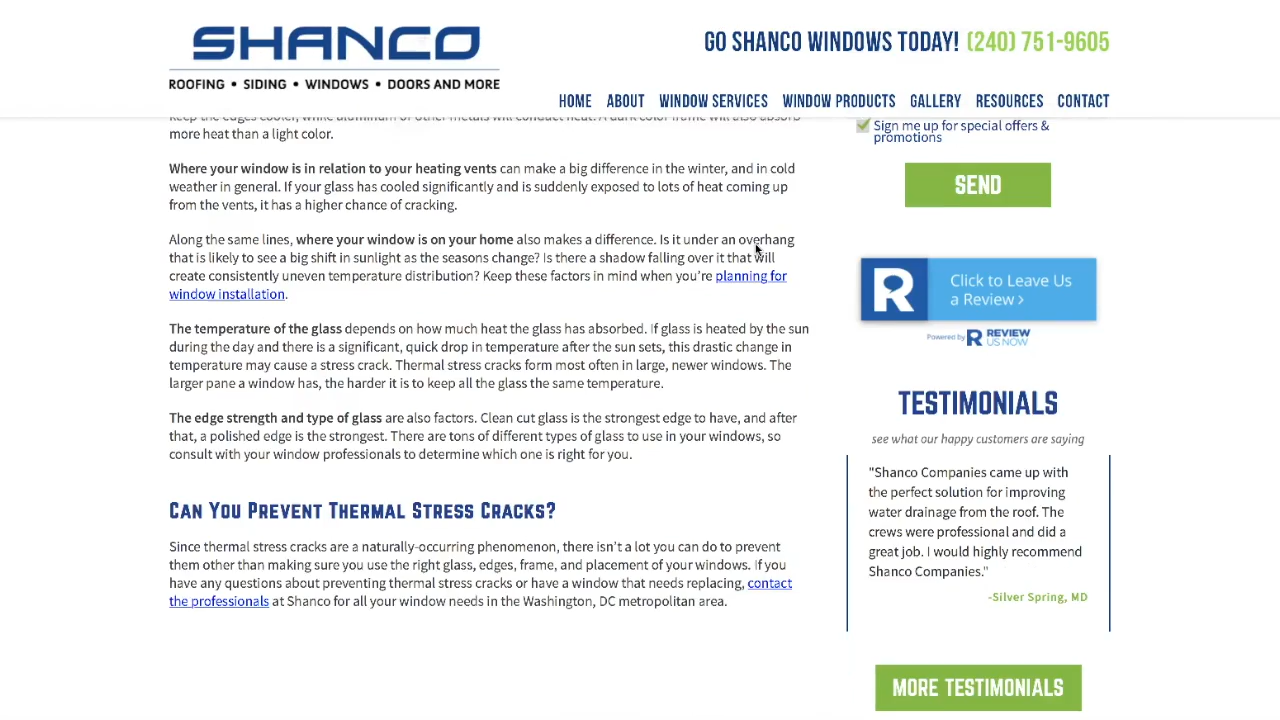 SHANCO
ROOFING • SIDING • WINDOWS • DOORS AND MORE
GO SHANCO WINDOWS TODAY! (240) 751-9605
HOME ABOUT WINDOW SERVICES WINDOW PRODUCTS GALLERY RESOURCES CONTACT
keep the edges cooler, while aluminum or other metals will conduct heat. A dark color frame will also absorb
more heat than a light color.
Where your window is in relation to your heating vents can make a big difference in the winter, and in cold
weather in general. If your glass has cooled significantly and is suddenly exposed to lots of heat coming up
from the vents, it has a higher chance of cracking.
Along the same lines, where your window is on your home also makes a difference. Is it under an overhang
that is likely to see a big shift in sunlight as the seasons change? Is there a shadow falling over it that will
create consistently uneven temperature distribution? Keep these factors in mind when you're planning for
window installation.
The temperature of the glass depends on how much heat the glass has absorbed. If glass is heated by the sun
during the day and there is a significant, quick drop in temperature after the sun sets, this drastic change in
temperature may cause a stress crack. Thermal stress cracks form most often in large, newer windows. The
larger pane a window has, the harder it is to keep all the glass the same temperature.
The edge strength and type of glass are also factors. Clean cut glass is the strongest edge to have, and after
that, a polished edge is the strongest. There are tons of different types of glass to use in your windows, so
consult with your window professionals to determine which one is right for you.
Can You Prevent Thermal Stress Cracks?
Since thermal stress cracks are a naturally-occurring phenomenon, there isn't a lot you can do to prevent
them other than making sure you use the right glass, edges, frame, and placement of your windows. If you
have any questions about preventing thermal stress cracks or have a window that needs replacing, contact
the professionals at Shanco for all your window needs in the Washington, DC metropolitan area.
Sign me up for special offers &
promotions
SEND
R
Click to Leave Us
a Review >
Powered by R REVIEW
US NOW
TESTIMONIALS
see what our happy customers are saying
"Shanco Companies came up with
the perfect solution for improving
water drainage from the roof. The
crews were professional and did a
great job. I would highly recommend
Shanco Companies."
-Silver Spring, MD
MORE TESTIMONIALS